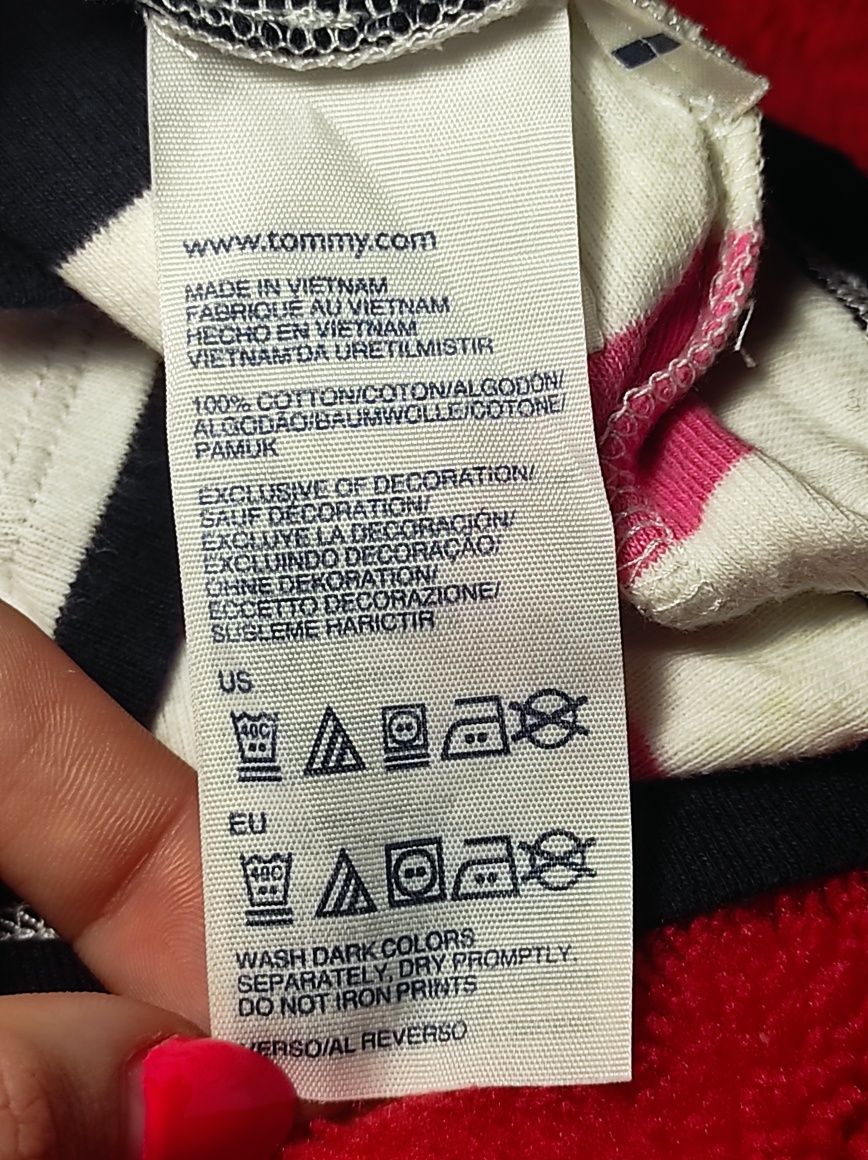 www.tommy.com
MADE IN VIETNAM
FABRIQUÉ AU VIETNAM
HECHO EN VIETNAM
VIETNAM'DA URETILMISTIR
100% COTTON/COTON/ALGODÓN/
ALGODÃO/BAUMWOLLE/COTONE/
PAMUK
EXCLUSIVE OF DECORATION/
SAUF DÉCORATION/
EXCLUYE LA DECORACIÓN/
EXCLUINDO DECORAÇÃO/
OHNE DEKORATION/
ECCETTO DECORAZIONE/
SUSLEME HARICTIR
US
40C
EU
40C
WASH DARK COLORS
SEPARATELY, DRY PROMPTLY.
DO NOT IRON PRINTS
VERSO/AL REVERSO